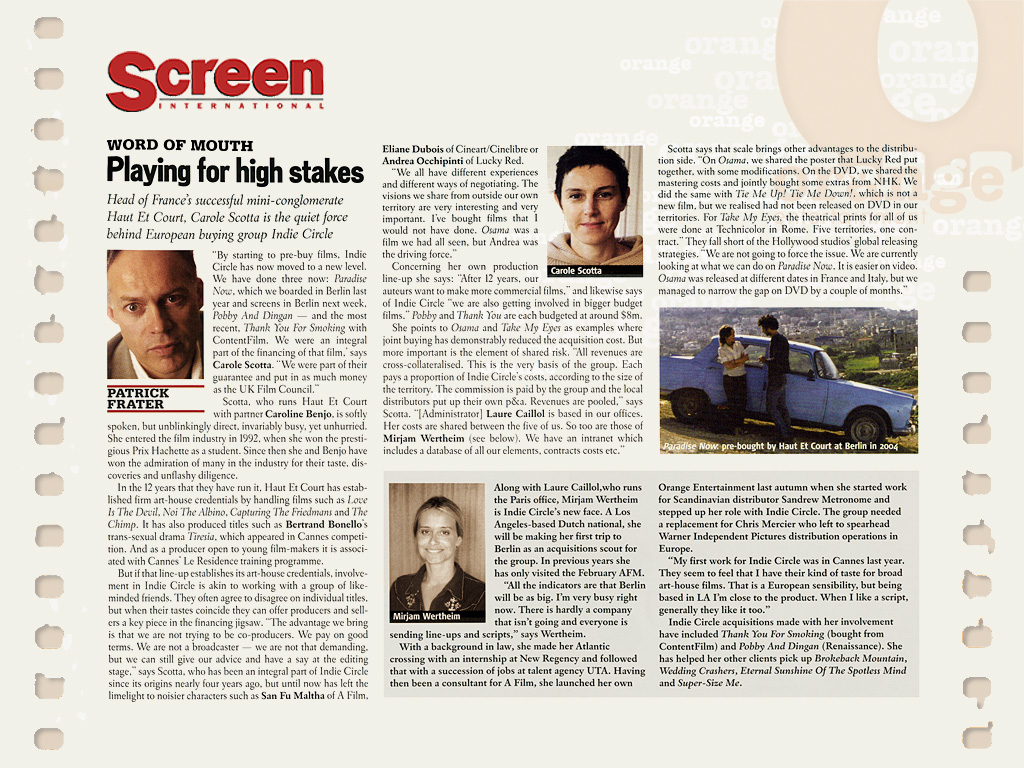 Screen
INTERNATIONAL
WORD OF MOUTH
Playing for high stakes
Head of France's successful mini-conglomerate
Haut Et Court, Carole Scotta is the quiet force
behind European buying group Indie Circle
PATRICK
FRATER
"By starting to pre-buy films, Indie
Circle has now moved to a new level.
We have done three now: Paradise
Now, which we boarded in Berlin last
year and screens in Berlin next week,
Pobby And Dingan — and the most
recent, Thank You For Smoking with
ContentFilm. We were an integral
part of the financing of that film,' says
Carole Scotta. "We were part of their
guarantee and put in as much money
as the UK Film Council."
Scotta, who runs Haut Et Court
with partner Caroline Benjo, is softly
spoken, but unblinkingly direct, invariably busy, yet unhurried.
She entered the film industry in 1992, when she won the presti-
gious Prix Hachette as a student. Since then she and Benjo have
won the admiration of many in the industry for their taste, dis-
coveries and unflashy diligence.
In the 12 years that they have run it, Haut Et Court has estab-
lished firm art-house credentials by handling films such as Love
Is The Devil, Noi The Albino, Capturing The Friedmans and The
Chimp. It has also produced titles such as Bertrand Bonello's
trans-sexual drama Tiresia, which appeared in Cannes competi-
tion. And as a producer open to young film-makers it is associ-
ated with Cannes' Le Residence training programme.
But if that line-up establishes its art-house credentials, involve-
ment in Indie Circle is akin to working with a group of like-
minded friends. They often agree to disagree on individual titles,
but when their tastes coincide they can offer producers and sell-
ers a key piece in the financing jigsaw. "The advantage we bring
is that we are not trying to be co-producers. We pay on good
terms. We are not a broadcaster — we are not that demanding,
but we can still give our advice and have a say at the editing
stage," says Scotta, who has been an integral part of Indie Circle
since its origins nearly four years ago, but until now has left the
limelight to noisier characters such as San Fu Maltha of A Film,
Eliane Dubois of Cineart/Cinelibre or
Andrea Occhipinti of Lucky Red.
"We all have different experiences
and different ways of negotiating. The
visions we share from outside our own
territory are very interesting and very
important. I've bought films that I
would not have done. Osama was a
film we had all seen, but Andrea was
the driving force."
Concerning her own production
line-up she says: "After 12 years, our
auteurs want to make more commercial films," and likewise says
of Indie Circle "we are also getting involved in bigger budget
films." Pobby and Thank You are each budgeted at around $8m.
She points to Osama and Take My Eyes as examples where
joint buying has demonstrably reduced the acquisition cost. But
more important is the element of shared risk. "All revenues are
cross-collateralised. This is the very basis of the group. Each
pays a proportion of Indie Circle's costs, according to the size of
the territory. The commission is paid by the group and the local
distributors put up their own p&a. Revenues are pooled," says
Scotta. "[Administrator] Laure Caillol is based in our offices.
Her costs are shared between the five of us. So too are those of
Mirjam Wertheim (see below). We have an intranet which
includes a database of all our elements, contracts costs etc."
Carole Scotta
Scotta says that scale brings other advantages to the distribu-
tion side. "On Osama, we shared the poster that Lucky Red put
together, with some modifications. On the DVD, we shared the
mastering costs and jointly bought some extras from NHK. We
did the same with Tie Me Up! Tie Me Down!, which is not a
new film, but we realised had not been released on DVD in our
territories. For Take My Eyes, the theatrical prints for all of us
were done at Technicolor in Rome. Five territories, one con-
tract." They fall short of the Hollywood studios' global releasing
strategies. "We are not going to force the issue. We are currently
looking at what we can do on Paradise Now. It is easier on video.
Osama was released at different dates in France and Italy, but we
managed to narrow the gap on DVD by a couple of months."
Paradise Now: pre-bought by Haut Et Court at Berlin in 2004
Mirjam Wertheim
Along with Laure Caillol,who runs
the Paris office, Mirjam Wertheim
is Indie Circle's new face. A Los
Angeles-based Dutch national, she
will be making her first trip to
Berlin as an acquisitions scout for
the group. In previous years she
has only visited the February AFM.
"All the indicators are that Berlin
will be as big. I'm very busy right
now. There is hardly a company
that isn't going and everyone is
sending line-ups and scripts," says Wertheim.
With a background in law, she made her Atlantic
crossing with an internship at New Regency and followed
that with a succession of jobs at talent agency UTA. Having
then been a consultant for A Film, she launched her own
Orange Entertainment last autumn when she started work
for Scandinavian distributor Sandrew Metronome and
stepped up her role with Indie Circle. The group needed
a replacement for Chris Mercier who left to spearhead
Warner Independent Pictures distribution operations in
Europe.
"My first work for Indie Circle was in Cannes last year.
They seem to feel that I have their kind of taste for broad
art-house films. That is a European sensibility, but being
based in LA I'm close to the product. When I like a script,
generally they like it too."
Indie Circle acquisitions made with her involvement
have included Thank You For Smoking (bought from
ContentFilm) and Pobby And Dingan (Renaissance). She
has helped her other clients pick up Brokeback Mountain,
Wedding Crashers, Eternal Sunshine Of The Spotless Mind
and Super-Size Me.
orange
orange
orange
orange
orange
orange
orange